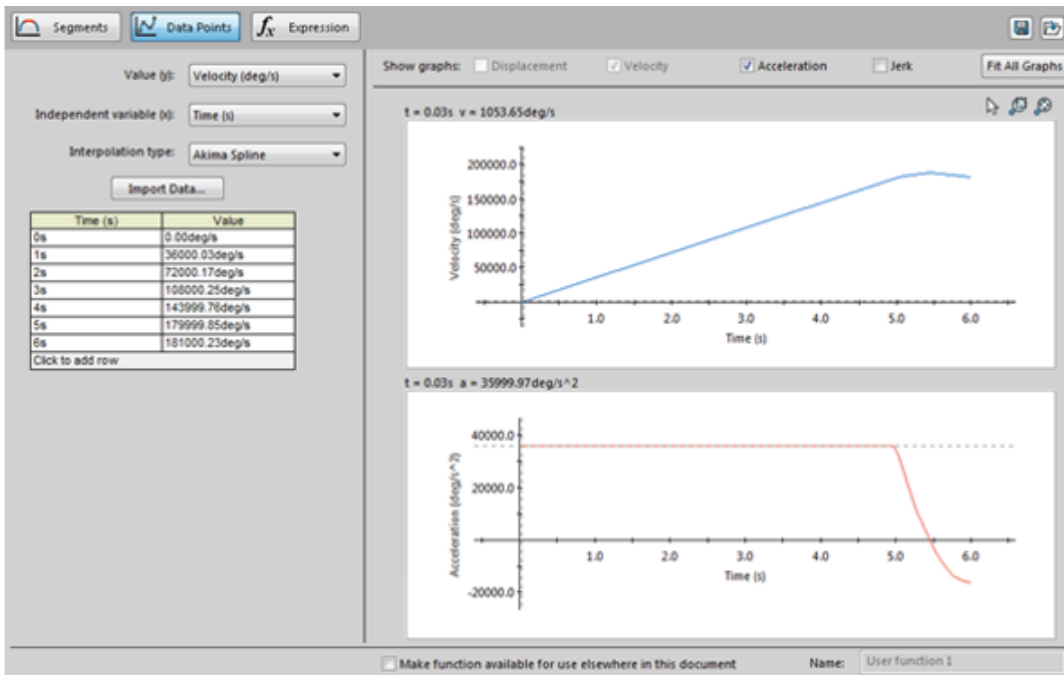 Segments Data Points fx Expression
Value (y): Velocity (deg/s)
Independent variable (x): Time (s)
Interpolation type: Akima Spline
Import Data...
Time (s) Value
0s 0.00deg/s
1s 36000.03deg/s
2s 72000.17deg/s
3s 108000.25deg/s
4s 143999.76deg/s
5s 179999.85deg/s
6s 181000.23deg/s
Click to add row
Show graphs: Displacement Velocity Acceleration Jerk Fit All Graphs
t = 0.03s v = 1053.65deg/s
Velocity (deg/s)
200000.0
150000.0
100000.0
50000.0
1.0 2.0 3.0 4.0 5.0 6.0
Time (s)
t = 0.03s a = 35999.97deg/s^2
Acceleration (deg/s^2)
40000.0
20000.0
1.0 2.0 3.0 4.0 5.0 6.0
Time (s)
-20000.0
Make function available for use elsewhere in this document Name: User function 1